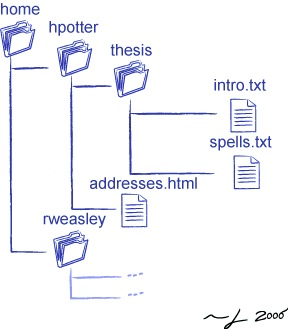 home
hpotter
thesis
intro.txt
spells.txt
addresses.html
rweasley
2006